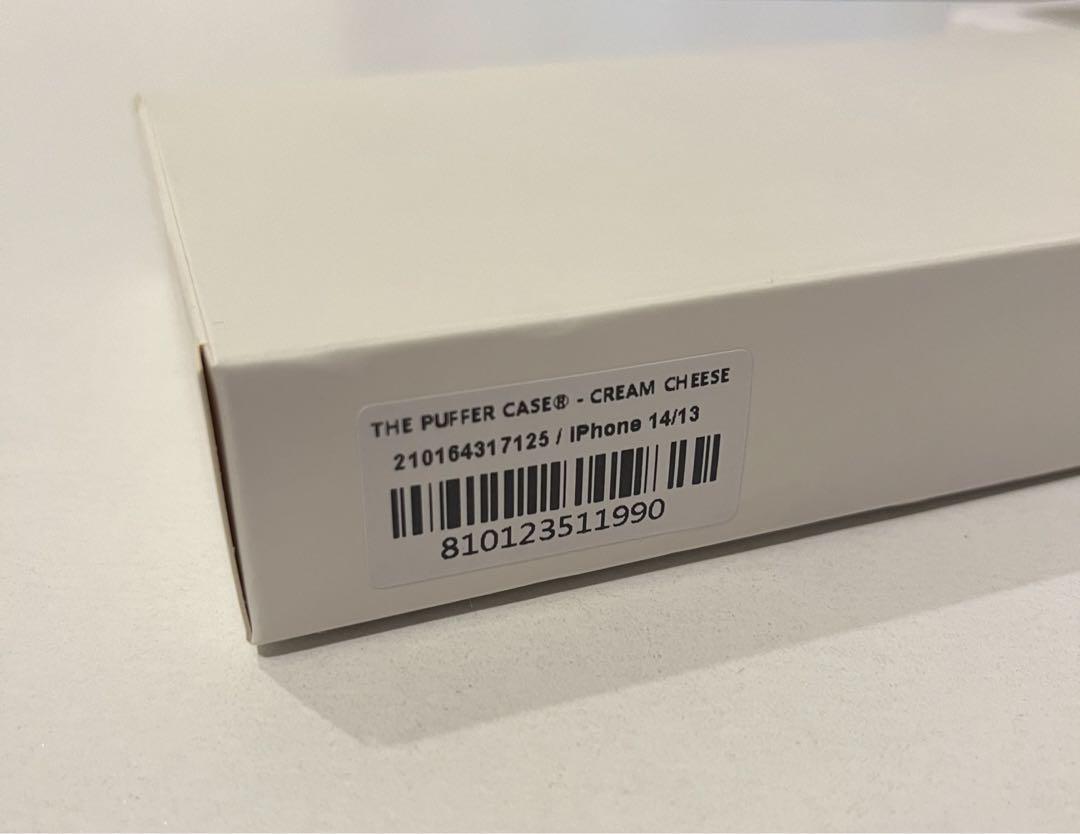 THE PUFFER CASE® - CREAM CHEESE
210164317125 / iPhone 14/13
810123511990